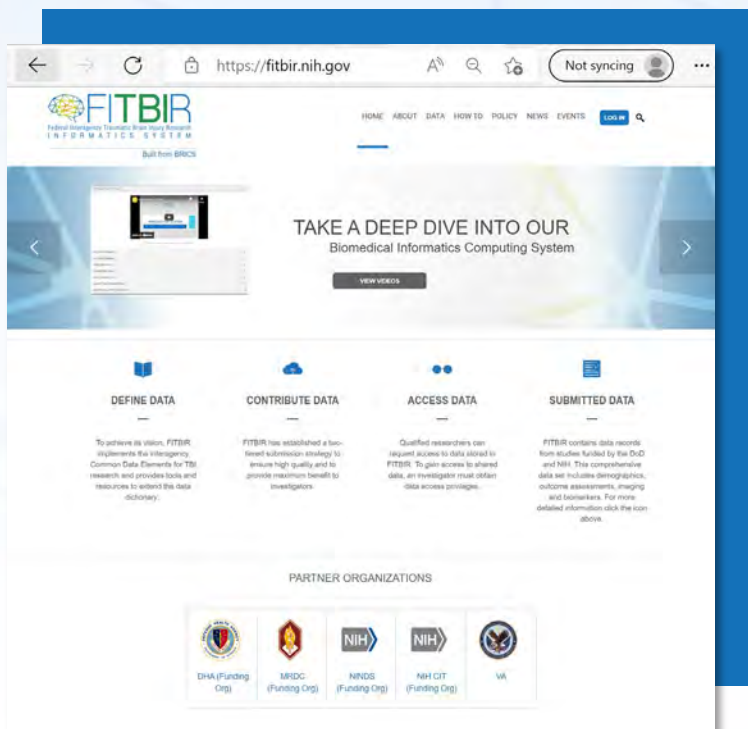 https://fitbir.nih.gov
Not syncing
FITBIR
Federal Interagency Traumatic Brain Injury Research
INFORMATICS SYSTEM
Built from BRICS
HOME ABOUT DATA HOW TO POLICY NEWS EVENTS LOG IN
TAKE A DEEP DIVE INTO OUR
Biomedical Informatics Computing System
VIEW VIDEOS
DEFINE DATA
To achieve its vision, FITBIR
implements the interagency
Common Data Elements for TBI
research and provides tools and
resources to extend the data
dictionary.
CONTRIBUTE DATA
FITBIR has established a two-
tiered submission strategy to
ensure high quality and to
provide maximum benefit to
investigators.
ACCESS DATA
Qualified researchers can
request access to data stored in
FITBIR. To gain access to shared
data, an investigator must obtain
data access privileges.
SUBMITTED DATA
FITBIR contains data records
from studies funded by the DoD
and NIH. This comprehensive
data set includes demographics,
outcome assessments, imaging
and biomarkers. For more
detailed information click the icon
above.
PARTNER ORGANIZATIONS
NIH
NIH
DHA (Funding
Org)
MRDC
(Funding Org)
NINDS
(Funding Org)
NIH CIT
(Funding Org)
VA